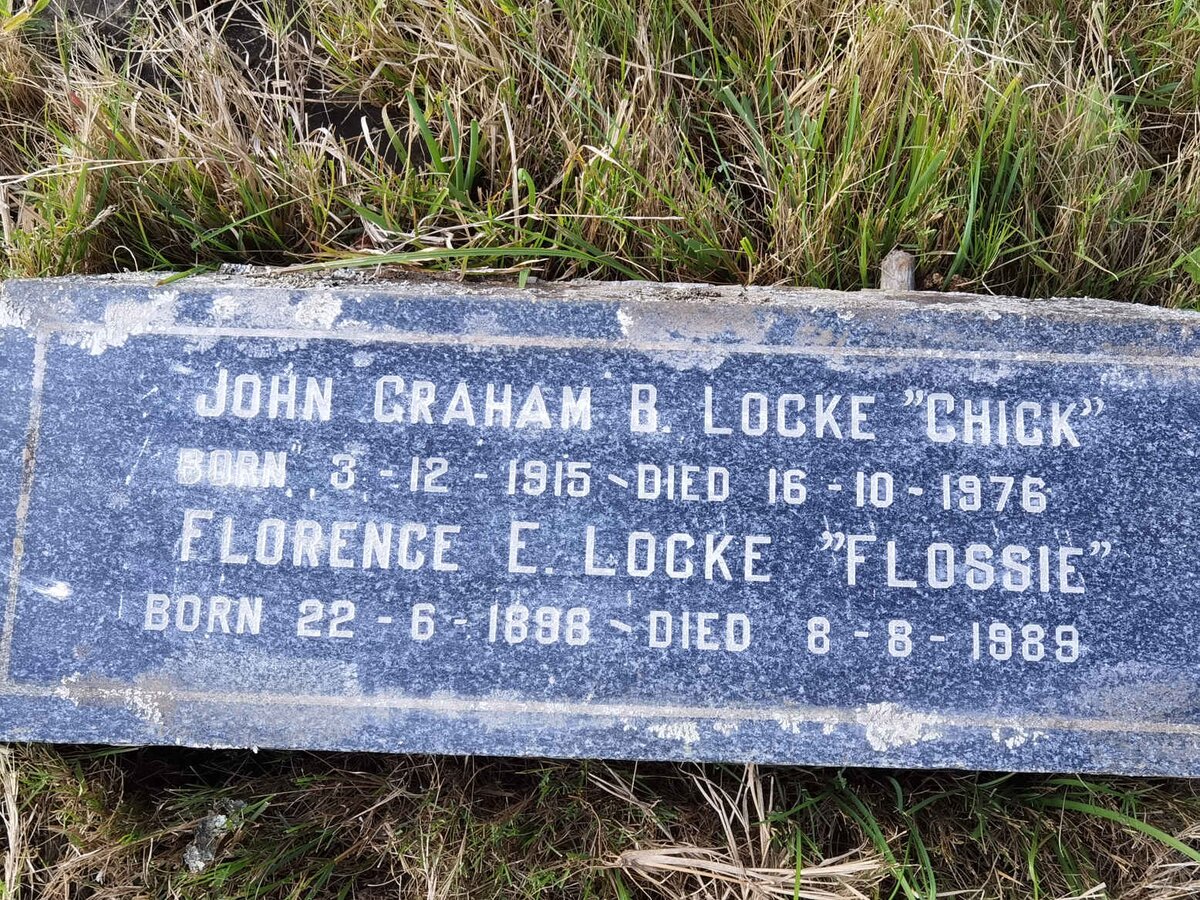 JOHN GRAHAM B. LOCKE "CHICK"
BORN 3-12-1915 - DIED 16-10-1976
FLORENCE E. LOCKE "FLOSSIE"
BORN 22-6-1898 - DIED 8-8-1989